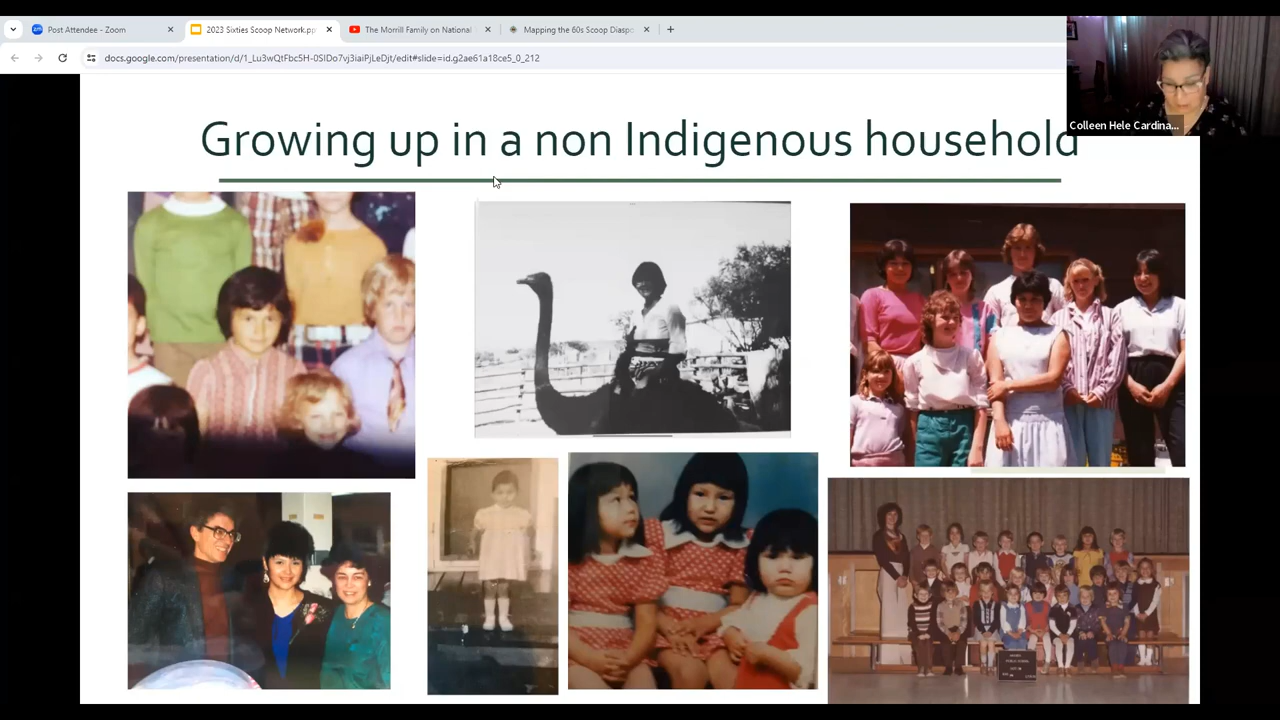 Post Attendee - Zoom
2023 Sixties Scoop Network.pp
The Morrill Family on National
Mapping the 60s Scoop Diaspo
docs.google.com/presentation/d/1_Lu3wQtFbc5H-0SIDo7vj3iaiPjLeDjt/edit#slide=id.g2ae61a18ce5_0_212
Colleen Hele Cardina...
Growing up in a non Indigenous household